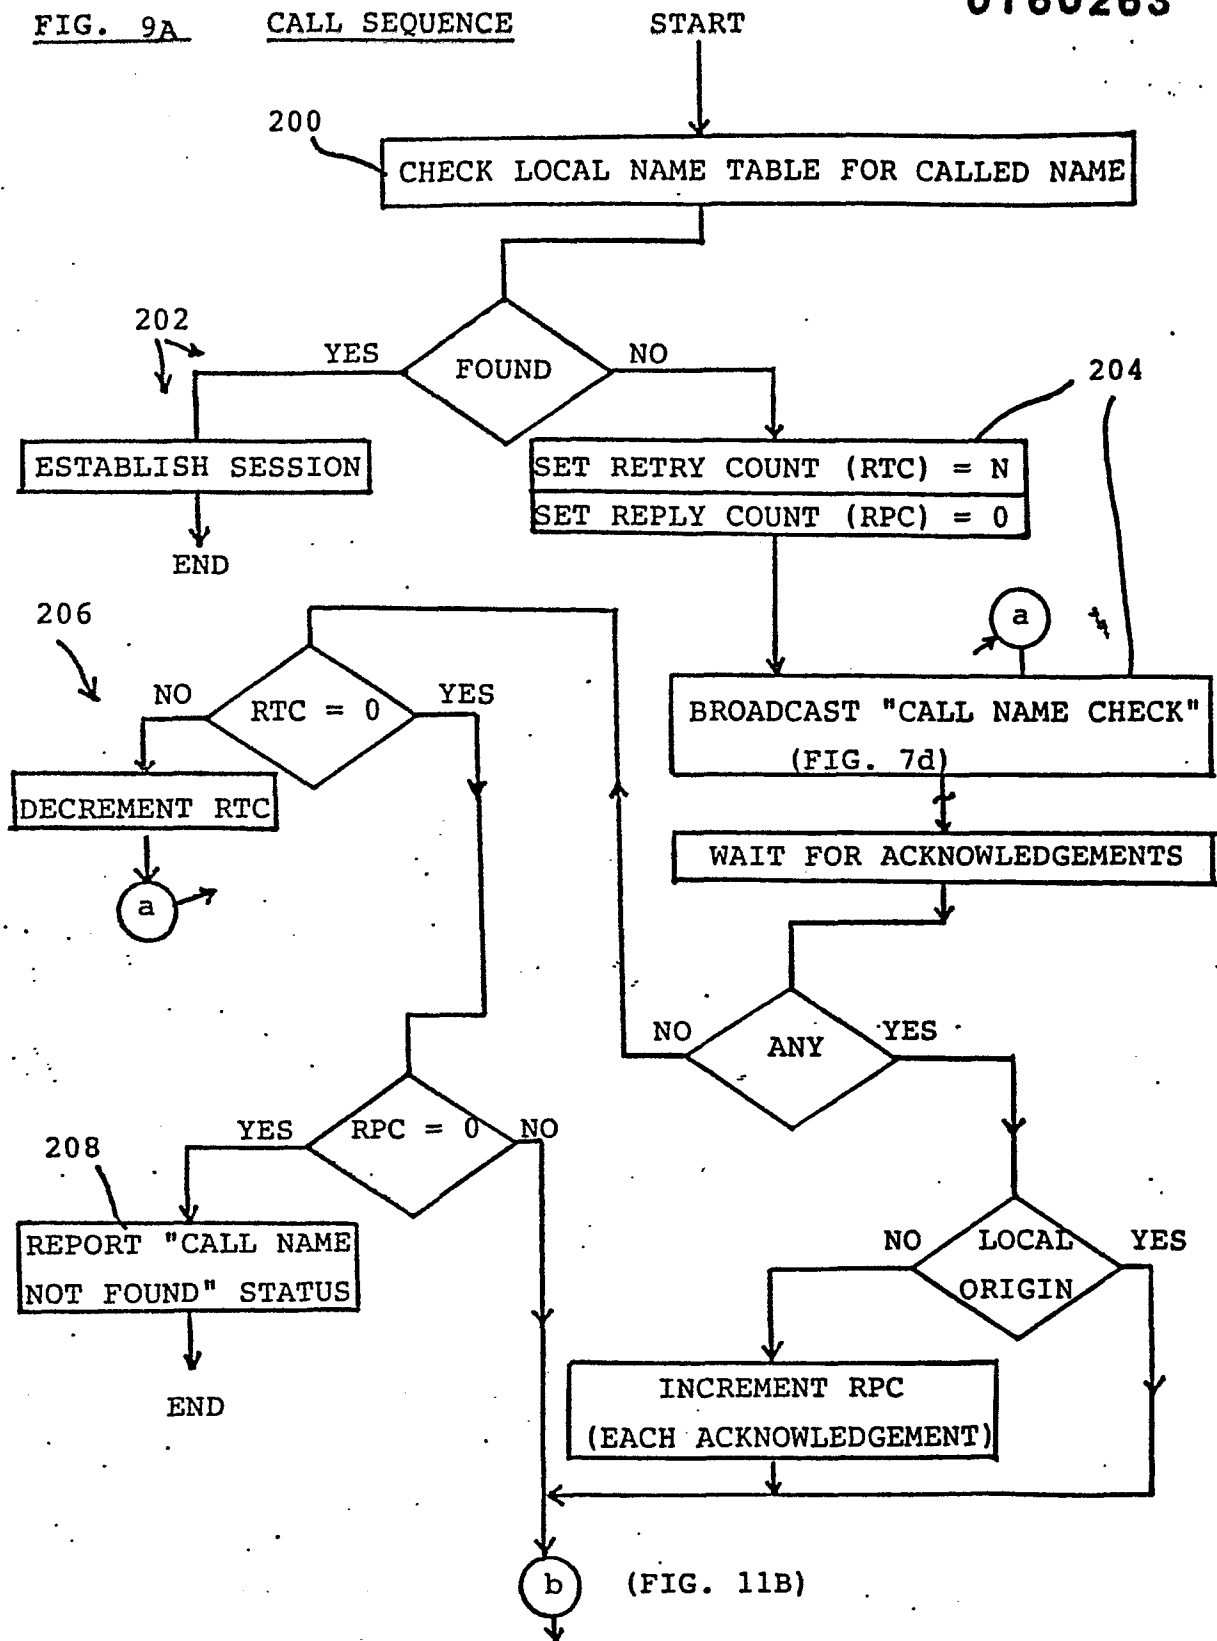 FIG. 9A CALL SEQUENCE START
200
CHECK LOCAL NAME TABLE FOR CALLED NAME
202
YES FOUND NO
204
ESTABLISH SESSION
SET RETRY COUNT (RTC) = N
SET REPLY COUNT (RPC) = 0
END
206
a
NO RTC = 0 YES
BROADCAST "CALL NAME CHECK"
(FIG. 7d)
DECREMENT RTC
WAIT FOR ACKNOWLEDGEMENTS
a
NO ANY YES
YES RPC = 0 NO
208
REPORT "CALL NAME
NOT FOUND" STATUS
NO LOCAL YES
ORIGIN
INCREMENT RPC
(EACH ACKNOWLEDGEMENT)
END
b (FIG. 11B)